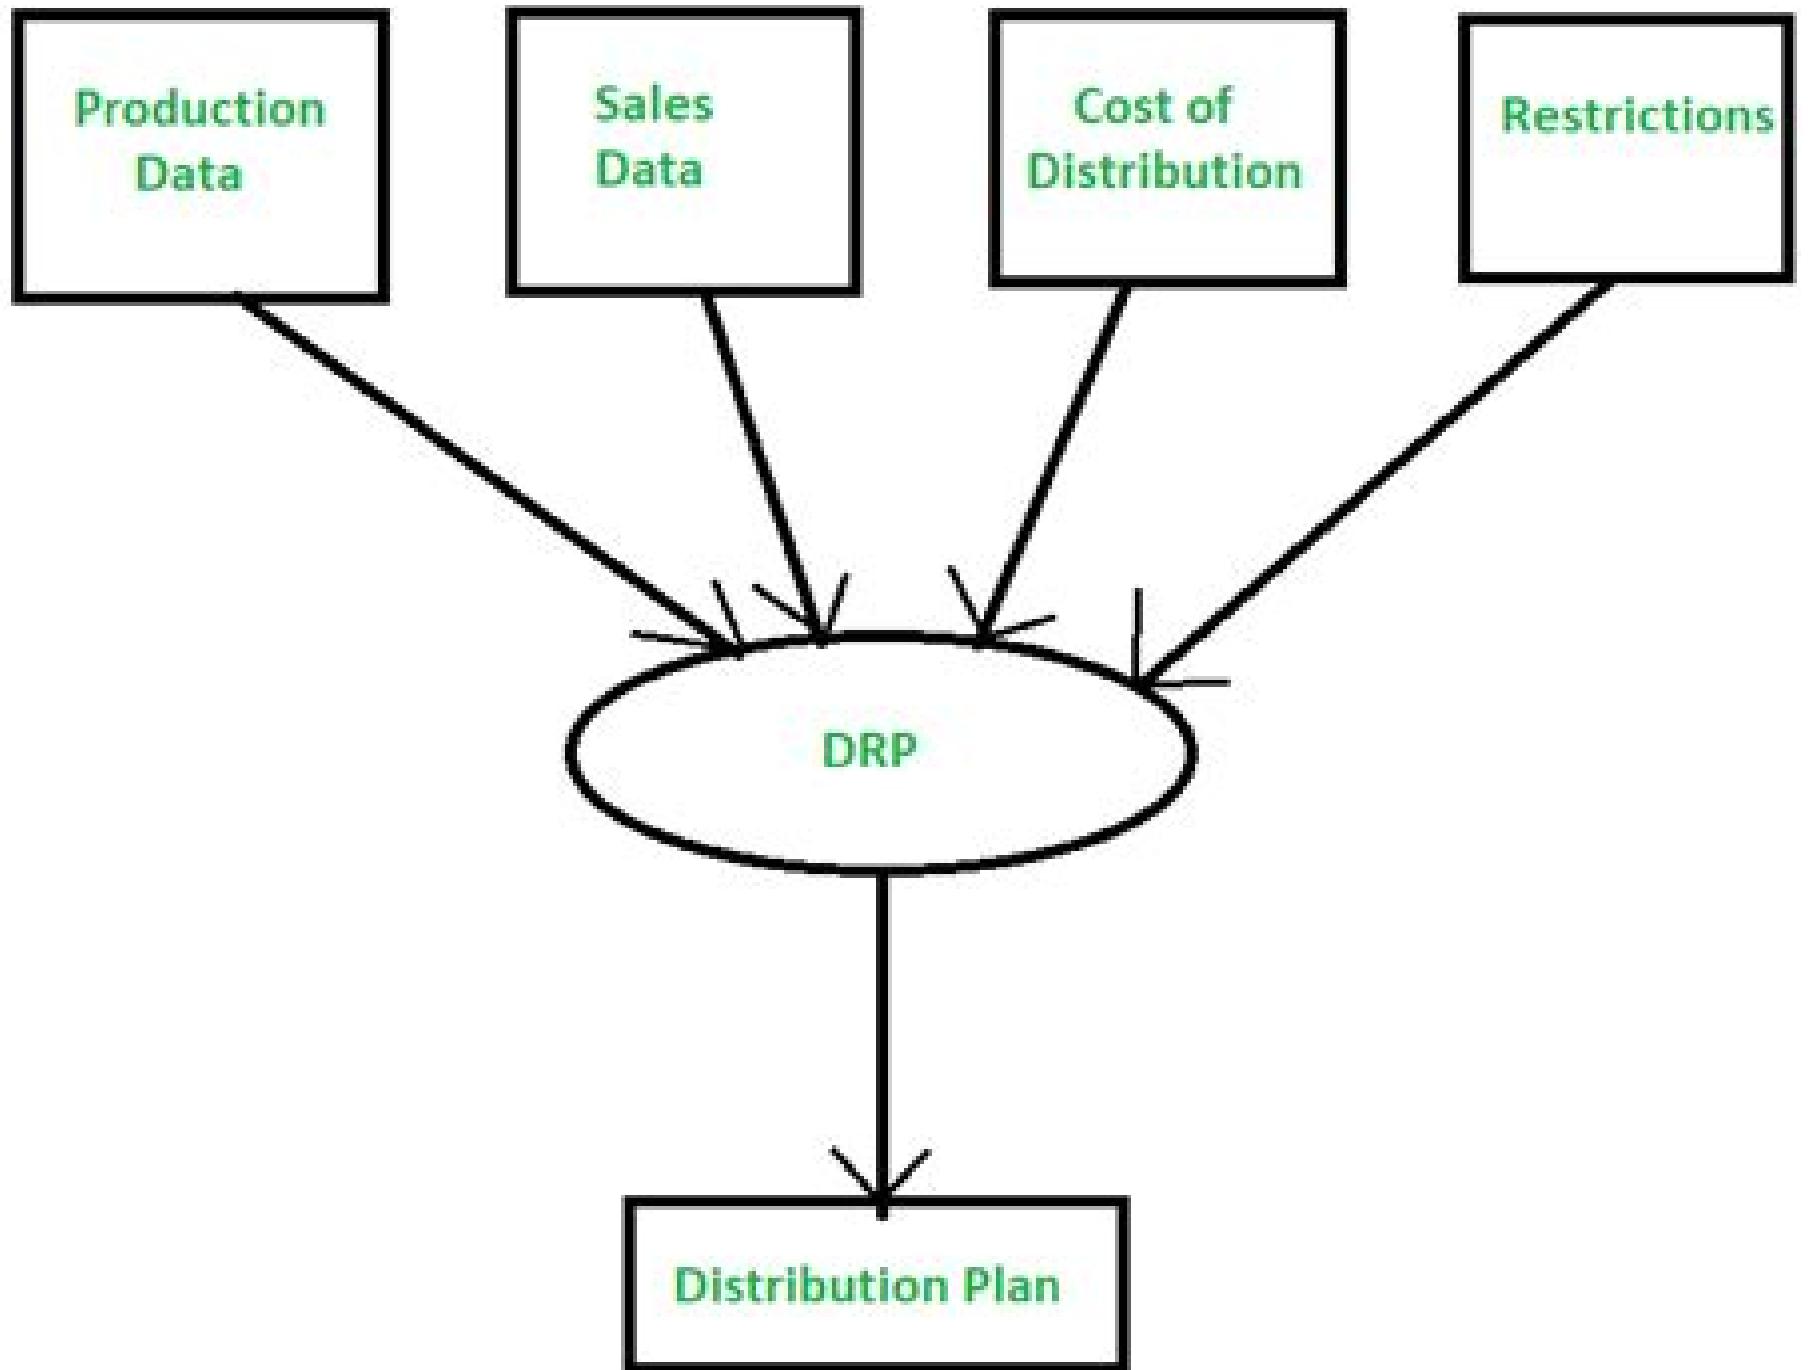 Production
Data
Sales
Data
Cost of
Distribution
Restrictions
DRP
Distribution Plan